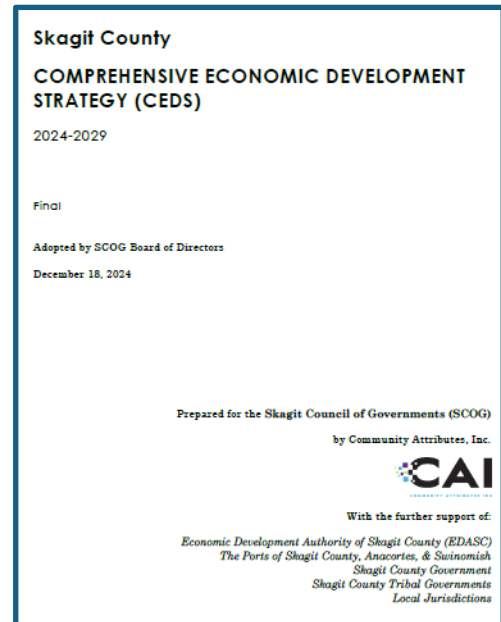 Skagit County
COMPREHENSIVE ECONOMIC DEVELOPMENT
STRATEGY (CEDS)
2024-2029
Final
Adopted by SCOG Board of Directors
December 18, 2024
Prepared for the Skagit Council of Governments (SCOG)
by Community Attributes, Inc.
CAI
COMMUNITY ATTRIBUTES INC
With the further support of:
Economic Development Authority of Skagit County (EDASC)
The Ports of Skagit County, Anacortes, & Swinomish
Skagit County Government
Skagit County Tribal Governments
Local Jurisdictions